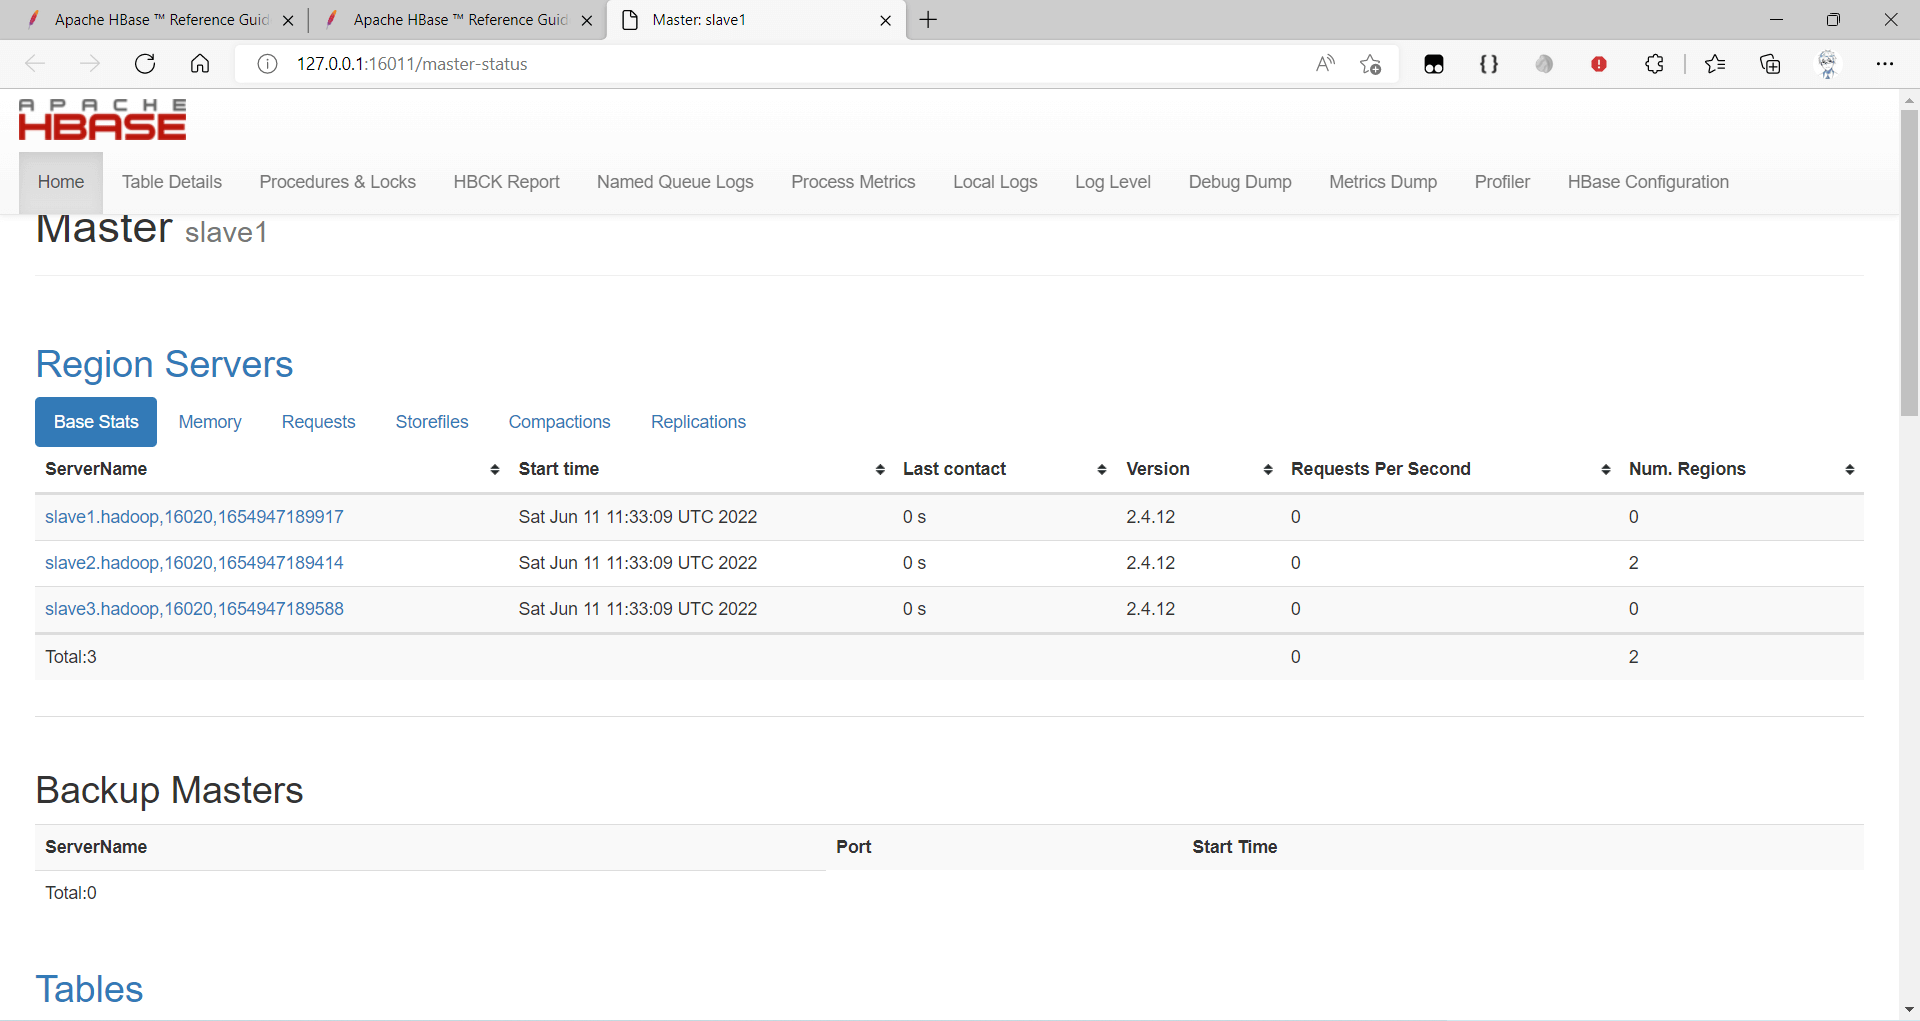 Apache HBase ™ Reference Guid
Apache HBase ™ Reference Guid
Master: slave1
127.0.0.1:16011/master-status
APACHE
HBASE
Home Table Details Procedures & Locks HBCK Report Named Queue Logs Process Metrics Local Logs Log Level Debug Dump Metrics Dump Profiler HBase Configuration
Master slave1
Region Servers
Base Stats Memory Requests Storefiles Compactions Replications
ServerName Start time Last contact Version Requests Per Second Num. Regions
slave1.hadoop,16020,1654947189917 Sat Jun 11 11:33:09 UTC 2022 0 s 2.4.12 0 0
slave2.hadoop,16020,1654947189414 Sat Jun 11 11:33:09 UTC 2022 0 s 2.4.12 0 2
slave3.hadoop,16020,1654947189588 Sat Jun 11 11:33:09 UTC 2022 0 s 2.4.12 0 0
Total:3 0 2
Backup Masters
ServerName Port Start Time
Total:0
Tables